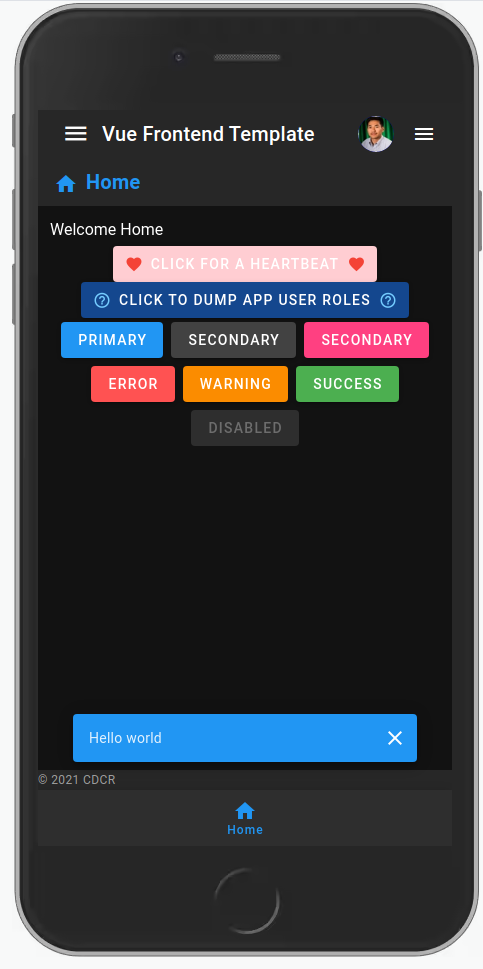 Vue Frontend Template
Home
Welcome Home
CLICK FOR A HEARTBEAT
CLICK TO DUMP APP USER ROLES
PRIMARY SECONDARY SECONDARY
ERROR WARNING SUCCESS
DISABLED
Hello world
© 2021 CDCR
Home